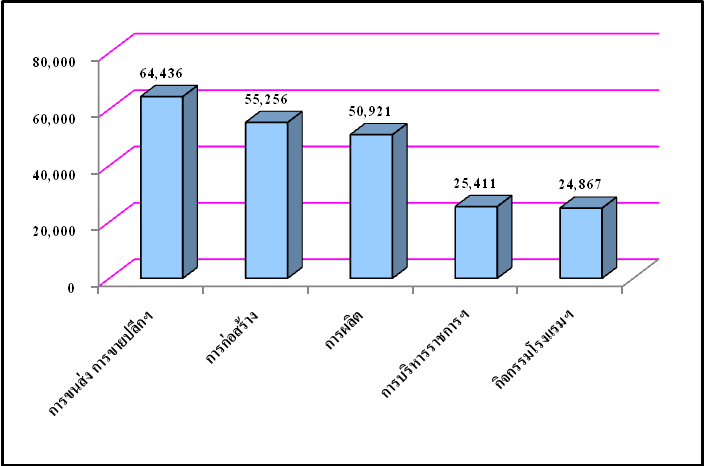 80,000
60,000
40,000
20,000
0
64,436
55,256
50,921
25,411
24,867
การขนส่ง การขายปลีกฯ
การก่อสร้าง
การผลิต
การบริหารราชการฯ
กิจกรรมโรงแรมฯ